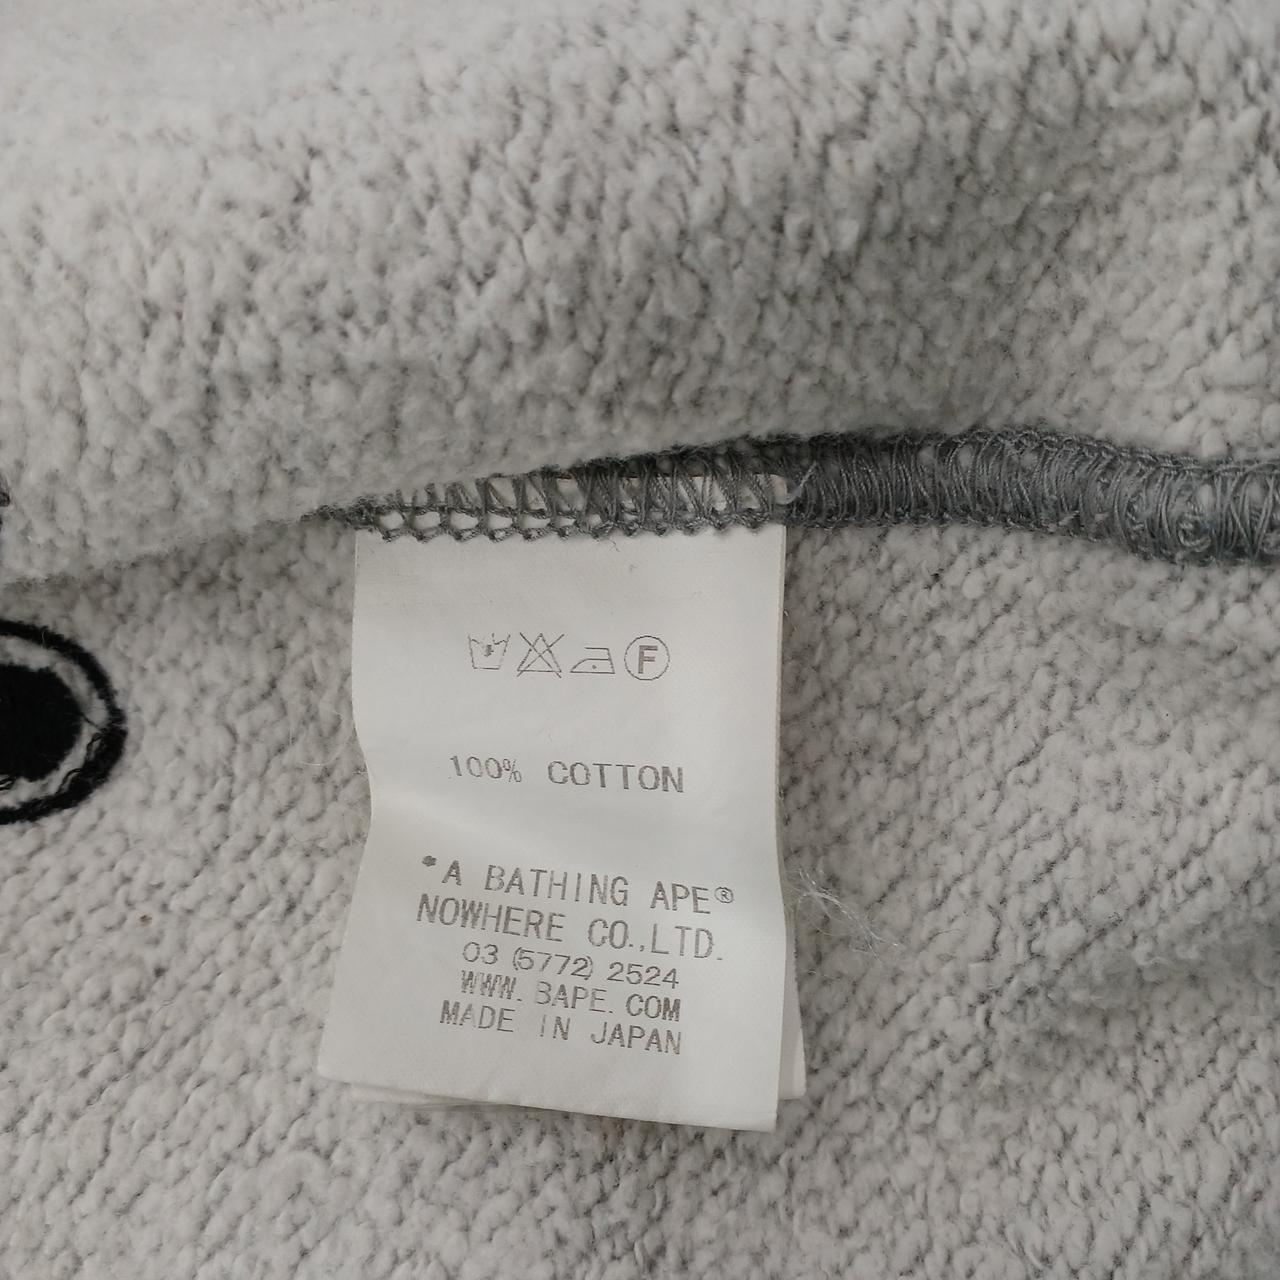 F
100% COTTON
*A BATHING APE®
NOWHERE CO.,LTD.
03 (5772) 2524
WWW. BAPE. COM
MADE IN JAPAN